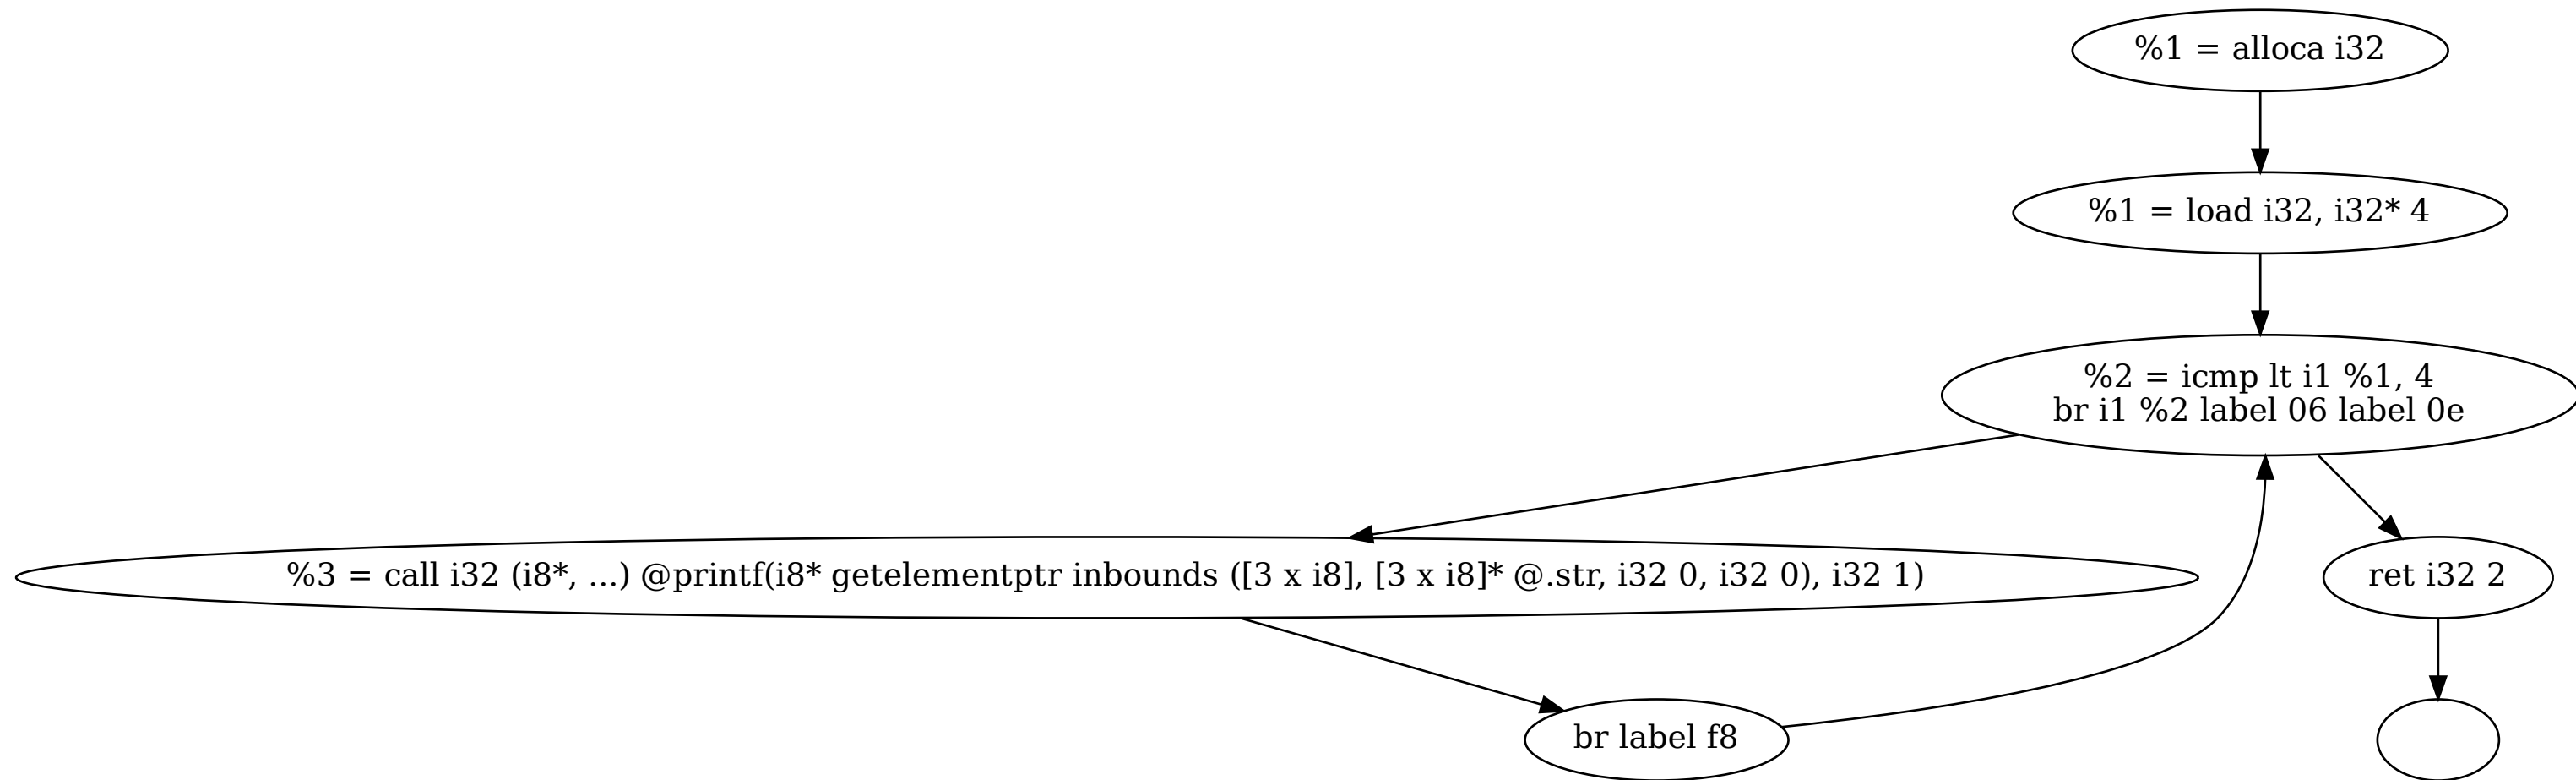 %1 = alloca i32
%1 = load i32, i32* 4
%2 = icmp lt i1 %1, 4
br i1 %2 label 06 label 0e
%3 = call i32 (i8*, ...) @printf(i8* getelementptr inbounds ([3 x i8], [3 x i8]* @.str, i32 0, i32 0), i32 1)
ret i32 2
br label f8